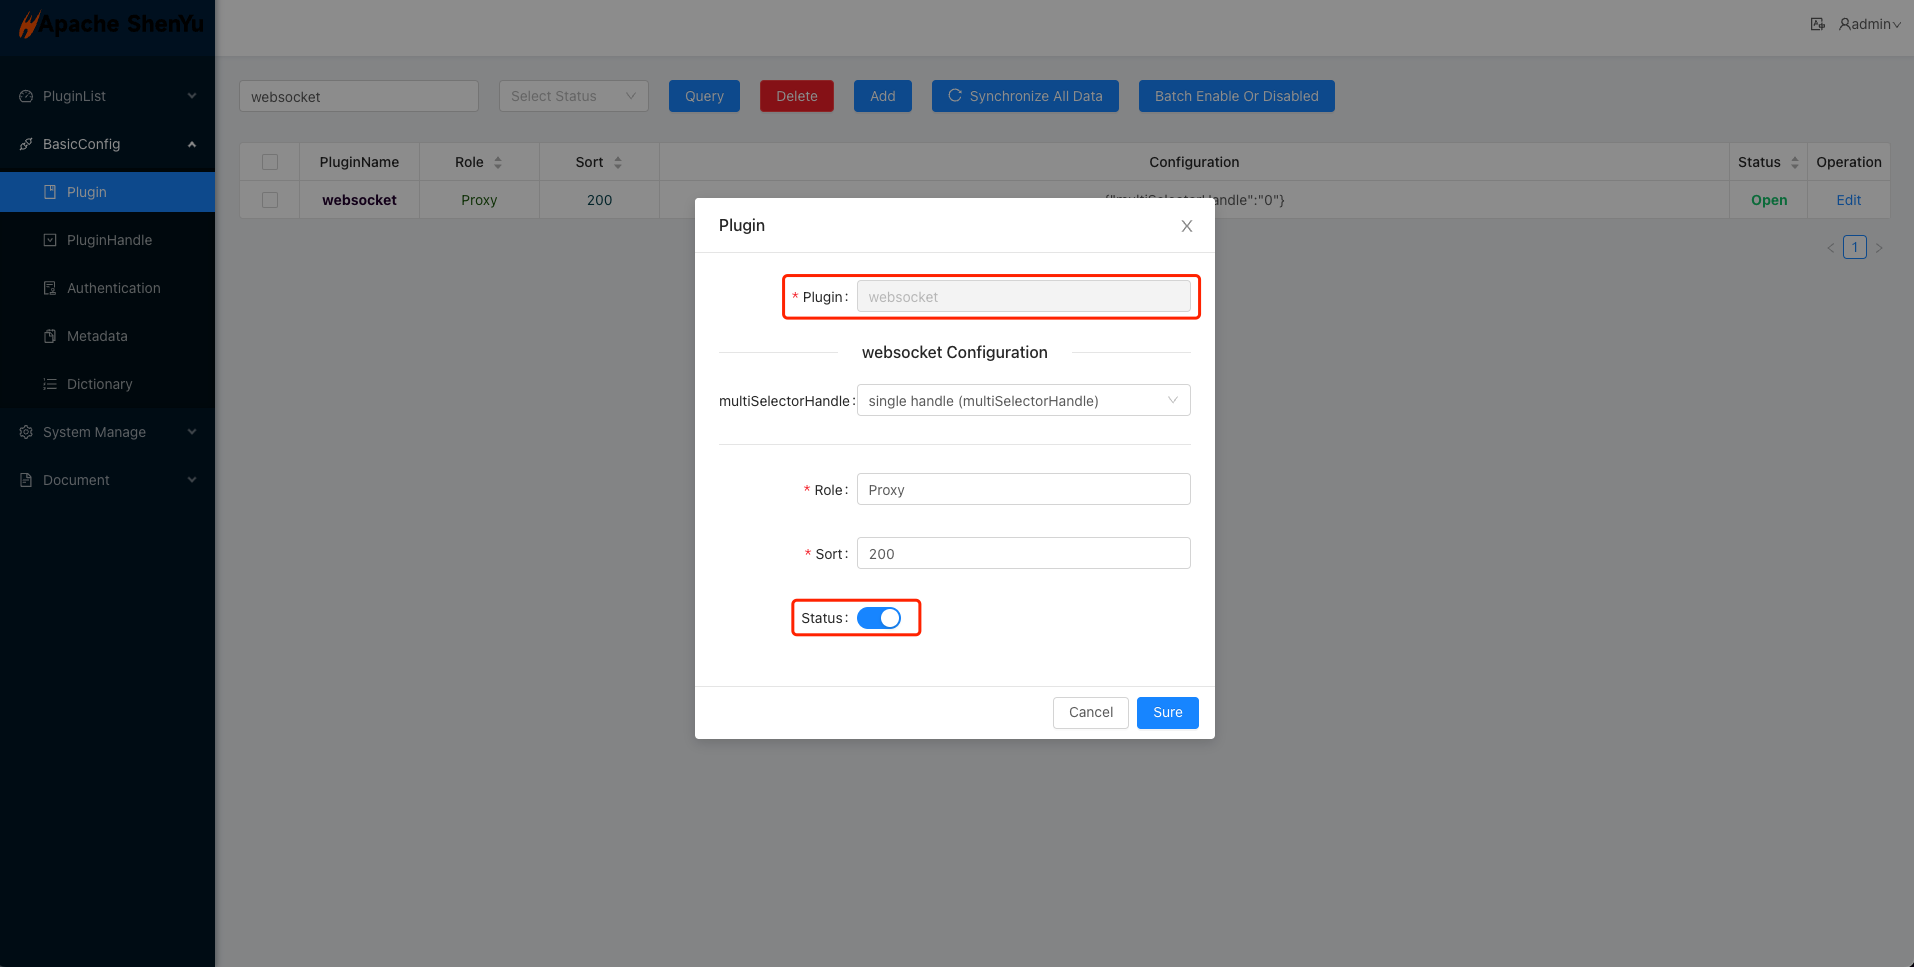 Apache ShenYu
admin
PluginList
BasicConfig
Plugin
PluginHandle
Authentication
Metadata
Dictionary
System Manage
Document
websocket
Select Status
Query
Delete
Add
Synchronize All Data
Batch Enable Or Disabled
PluginName Role Sort Configuration Status Operation
websocket Proxy 200 {"multiSelectorHandle":"0"} Open Edit
1
Plugin
* Plugin: websocket
websocket Configuration
multiSelectorHandle: single handle (multiSelectorHandle)
* Role: Proxy
* Sort: 200
Status:
Cancel Sure